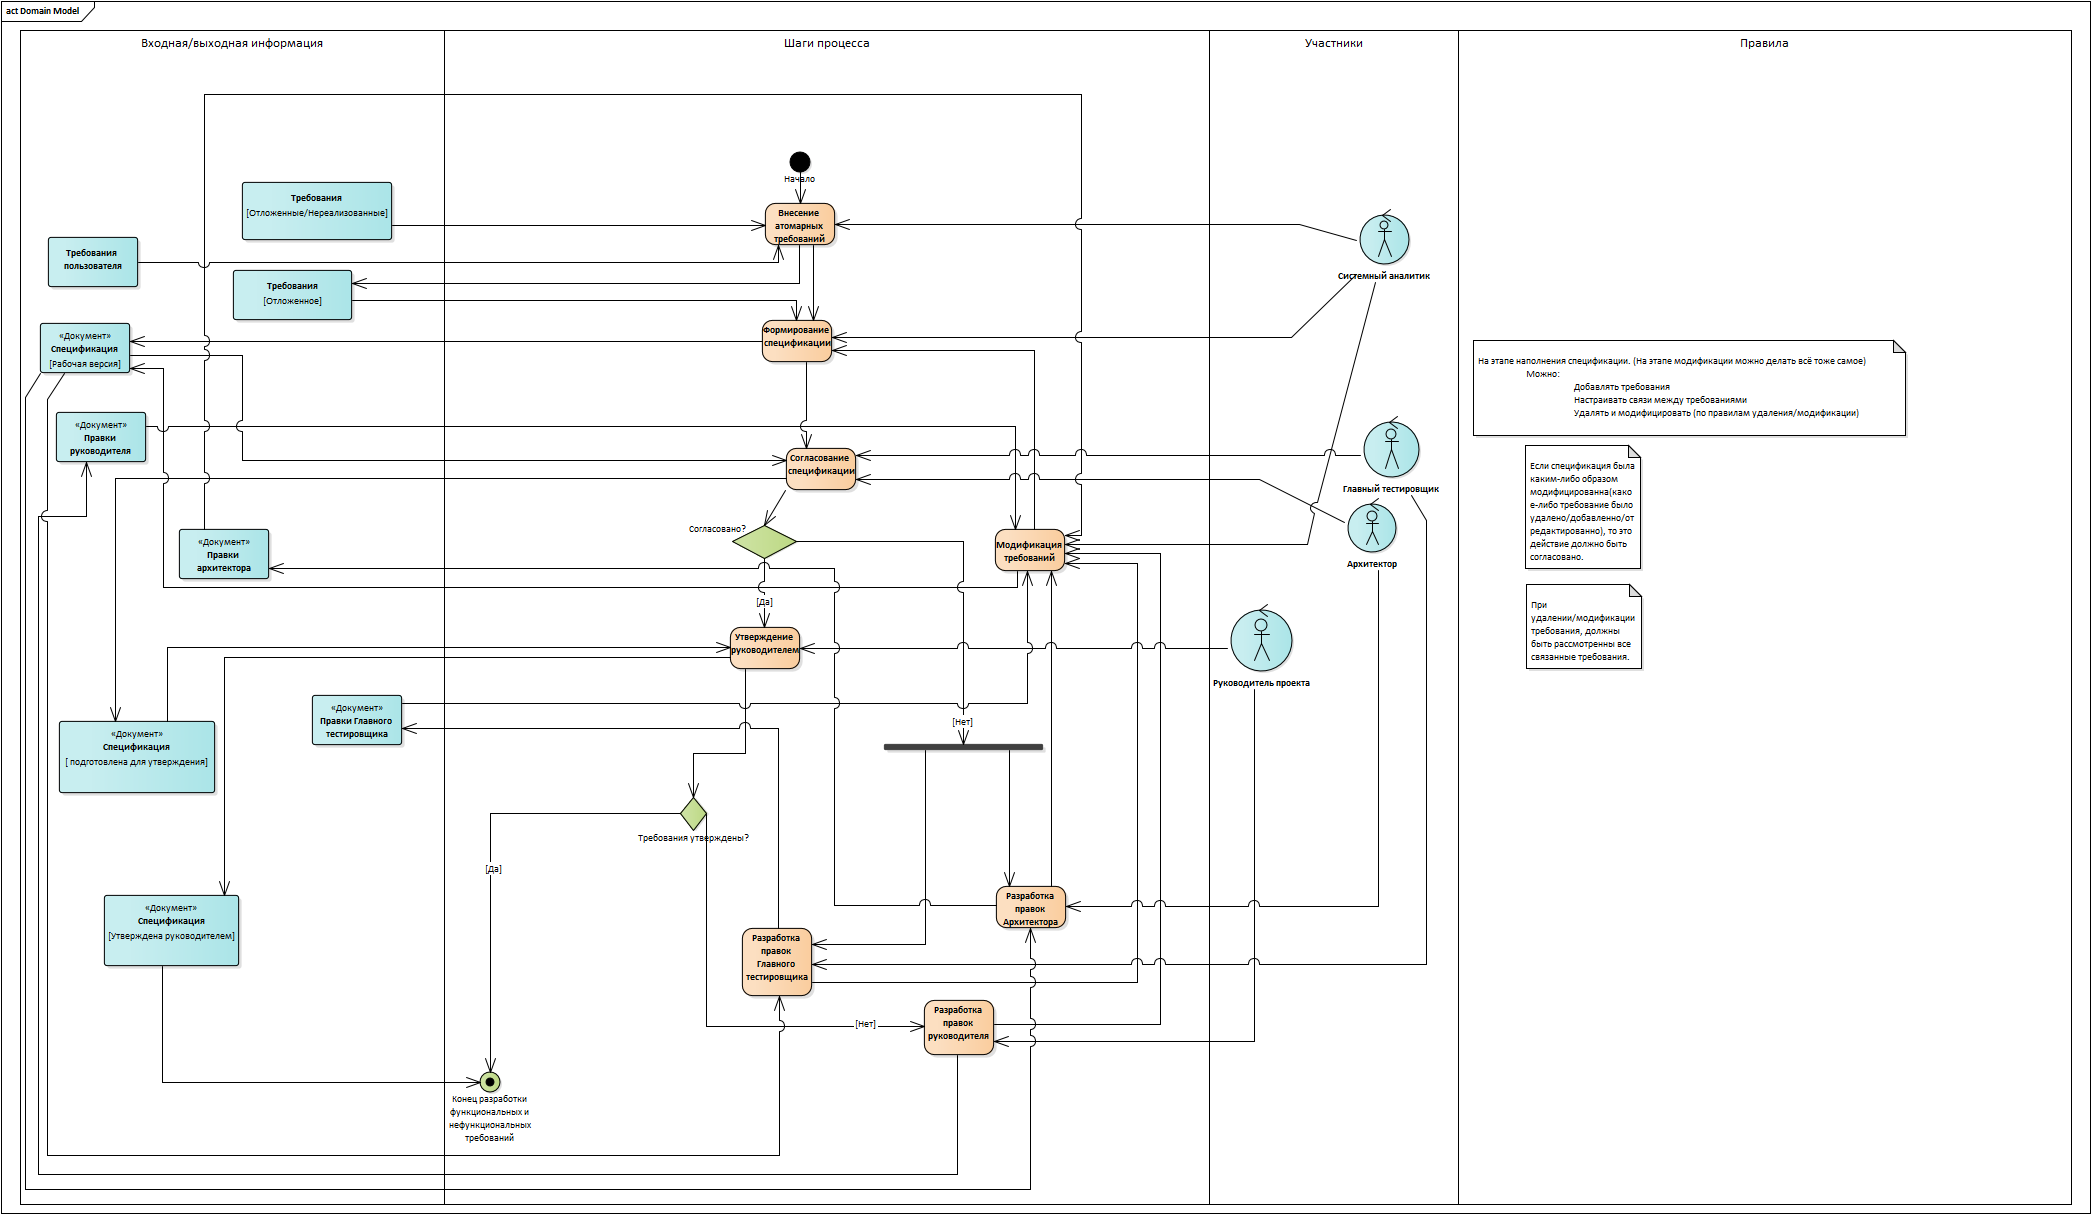 act Domain Model
Входная/выходная информация
Шаги процесса
Участники
Правила
Начало
Требования
[Отложенные/Нереализованные]
Внесение
атомарных
требований
Требования
пользователя
Системный аналитик
Требования
[Отложенное]
«Документ»
Спецификация
[Рабочая версия]
Формирование
спецификации
На этапе наполнения спецификации. (На этапе модификации можно делать всё тоже самое)
Можно:
Добавлять требования
Настраивать связи между требованиями
Удалять и модифицировать (по правилам удаления/модификации)
«Документ»
Правки
руководителя
Согласование
спецификации
Главный тестировщик
Если спецификация была
каким-либо образом
модифицированна(како
е-либо требование было
удалено/добавленно/от
редактированно), то это
действие должно быть
согласовано.
Согласовано?
«Документ»
Правки
архитектора
Модификация
требований
Архитектор
[Да]
При
удалении/модификации
требования, должны
быть рассмотренны все
связанные требования.
Утверждение
руководителем
Руководитель проекта
«Документ»
Правки Главного
тестировщика
[Нет]
«Документ»
Спецификация
[ подготовлена для утверждения]
Требования утверждены?
[Да]
«Документ»
Спецификация
[Утверждена руководителем]
Разработка
правок
Архитектора
Разработка
правок
Главного
тестировщика
Разработка
правок
руководителя
[Нет]
Конец разработки
функциональных и
нефункциональных
требований